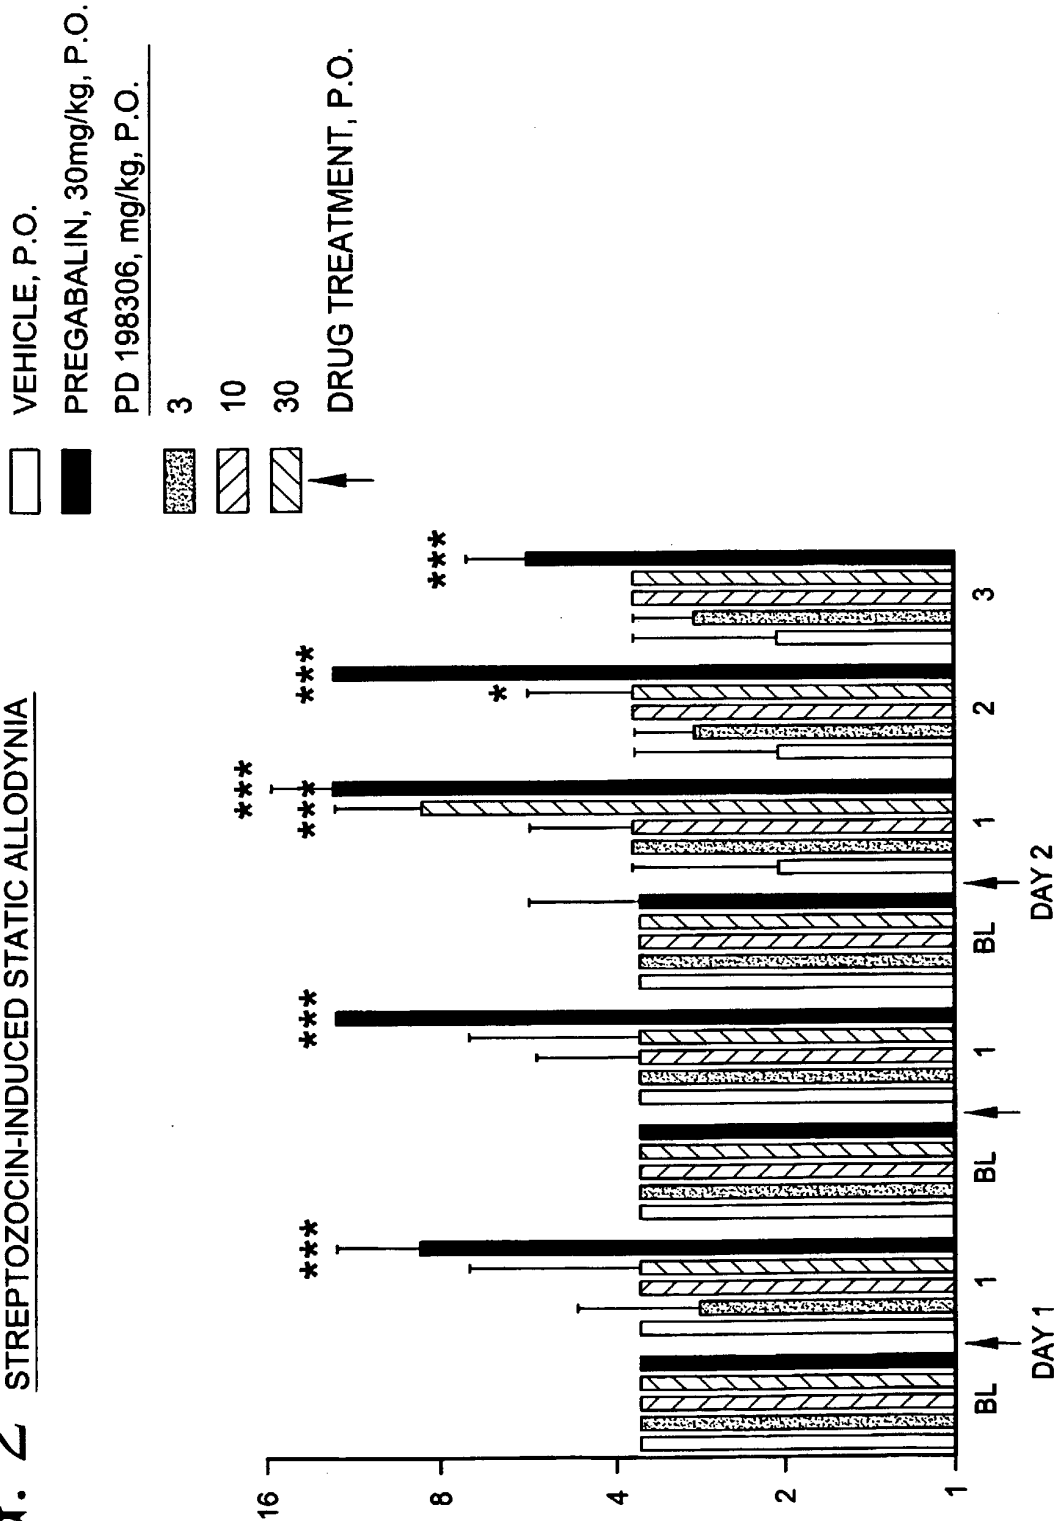 . 2 STREPTOZOCIN-INDUCED STATIC ALLODYNIA
VEHICLE, P.O.
PREGABALIN, 30mg/kg, P.O.
PD 198306, mg/kg, P.O.
3
10
30
DRUG TREATMENT, P.O.
16
8
4
2
1
***
***
***
***
*
***
***
BL 1 BL 1 BL 1 2 3
DAY 1 DAY 2